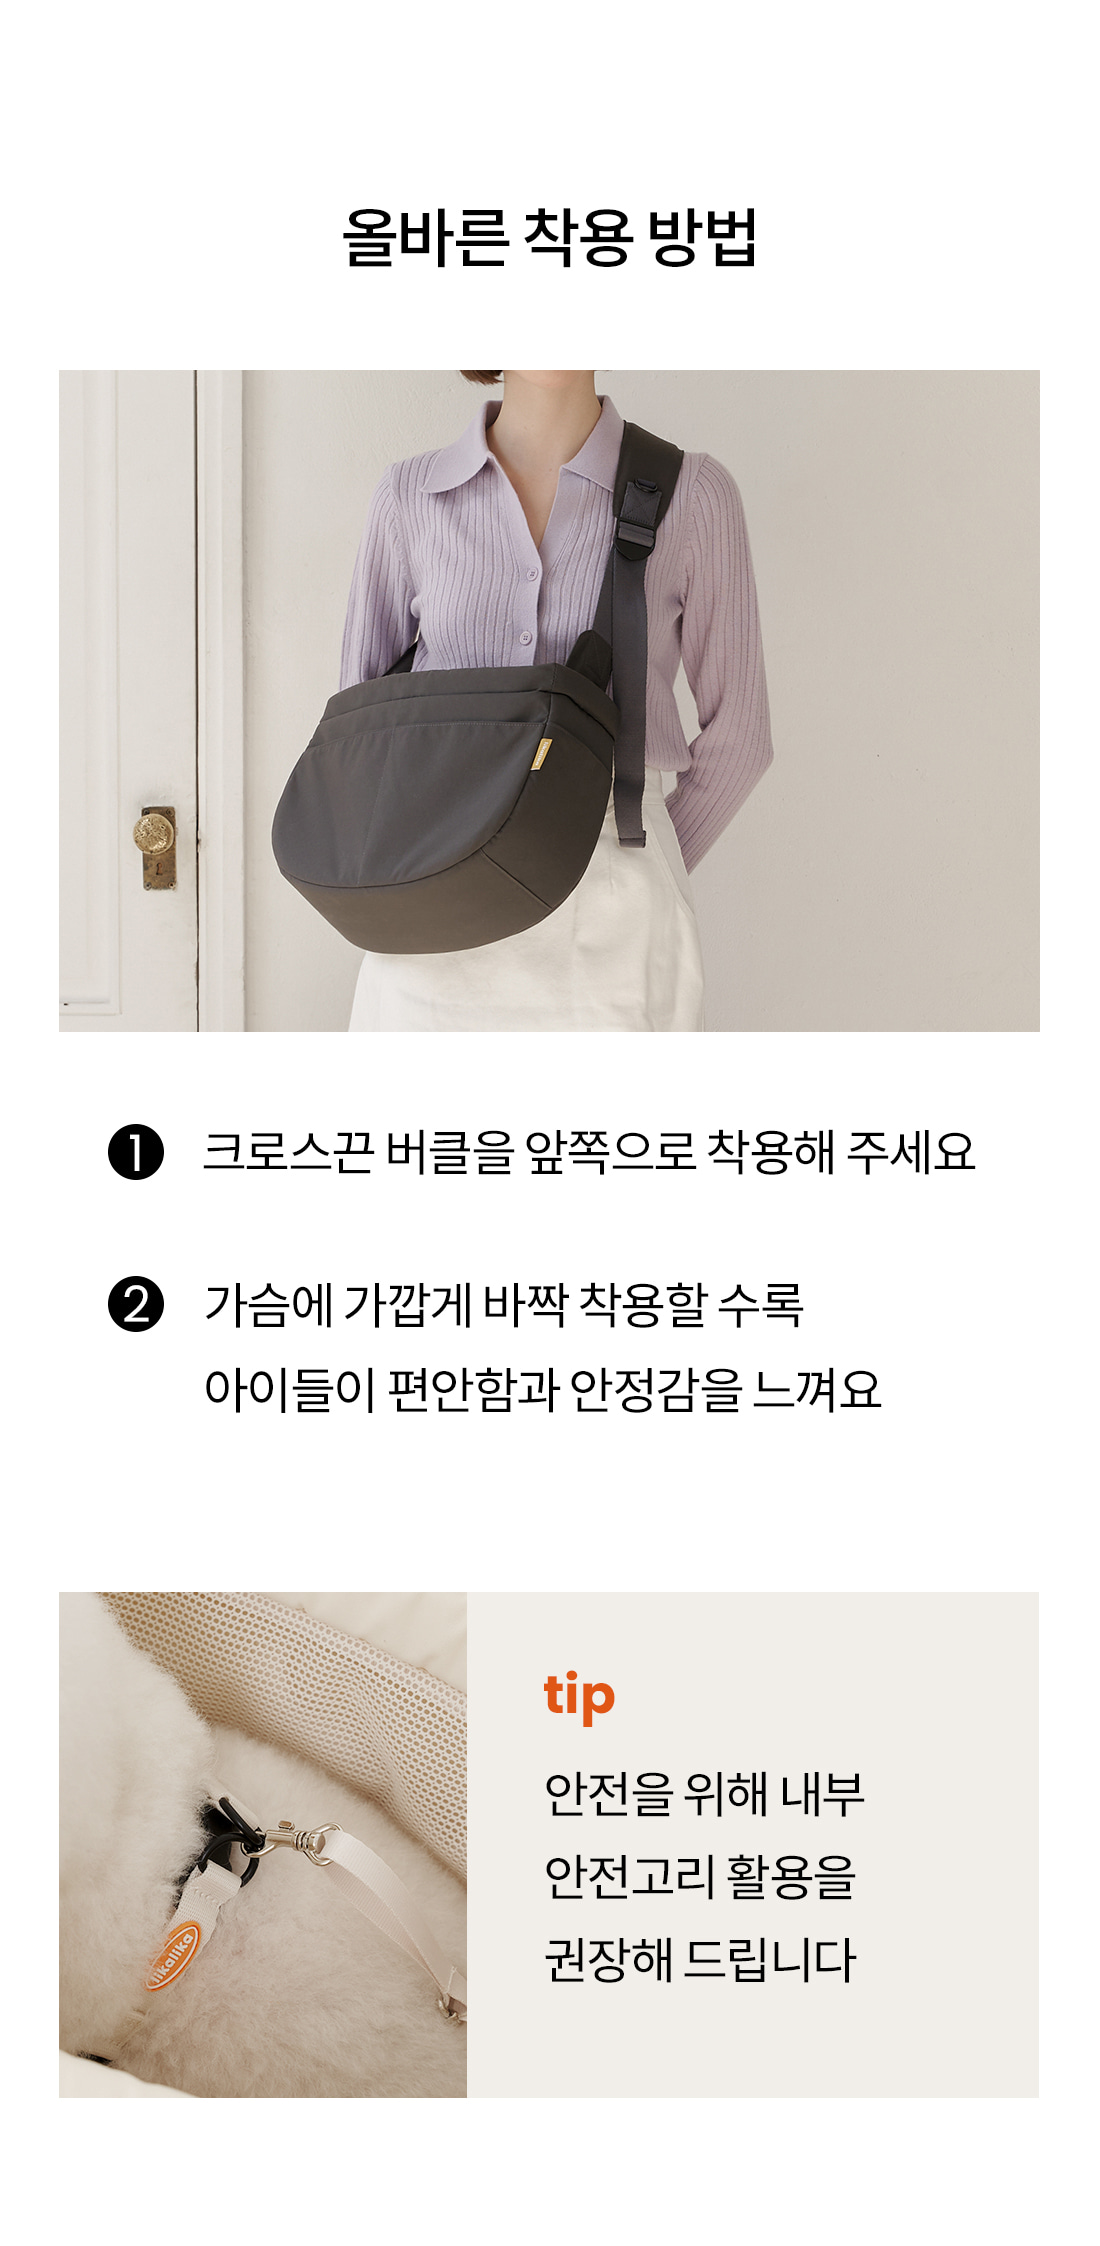 올바른 착용 방법
1 크로스끈 버클을 앞쪽으로 착용해 주세요
2 가슴에 가깝게 바짝 착용할 수록
아이들이 편안함과 안정감을 느껴요
tip
안전을 위해 내부
안전고리 활용을
권장해 드립니다